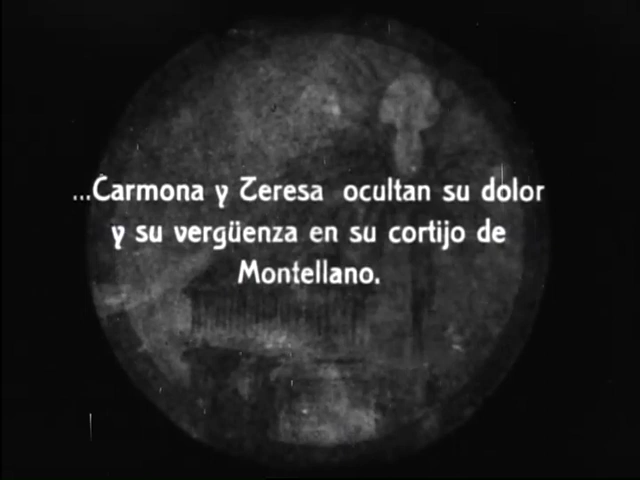 ...Carmona y Teresa ocultan su dolor
y su vergüenza en su cortijo de
Montellano.